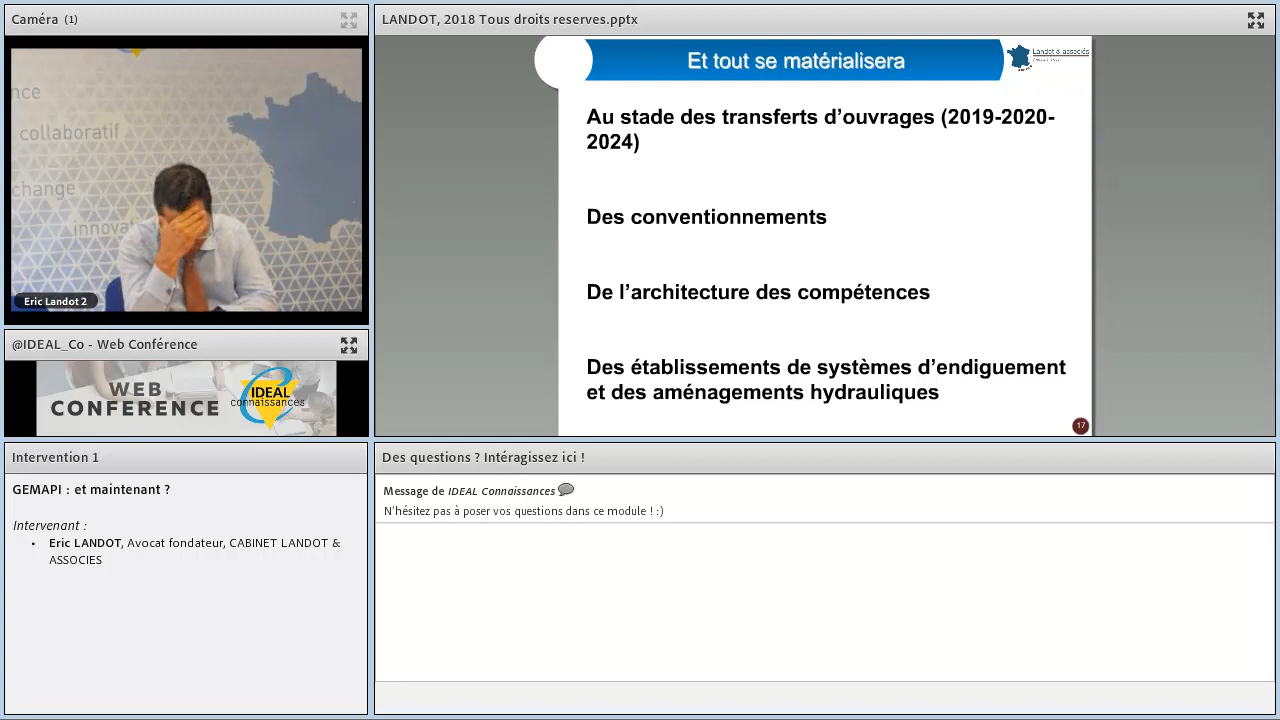 Caméra (1)
nce
collaboratif
change
innova
Eric Landot 2
@IDEAL_Co - Web Conférence
WEB
CONFERENCE
IDEAL
connaissances
Intervention 1
GEMAPI : et maintenant ?
Intervenant :
• Eric LANDOT, Avocat fondateur, CABINET LANDOT &
ASSOCIES
LANDOT, 2018 Tous droits reserves.pptx
Et tout se matérialisera
Landot & associés
Au stade des transferts d’ouvrages (2019-2020-
2024)
Des conventionnements
De l’architecture des compétences
Des établissements de systèmes d’endiguement
et des aménagements hydrauliques
17
Des questions ? Intéragissez ici !
Message de IDEAL Connaissances
N'hésitez pas à poser vos questions dans ce module ! :)